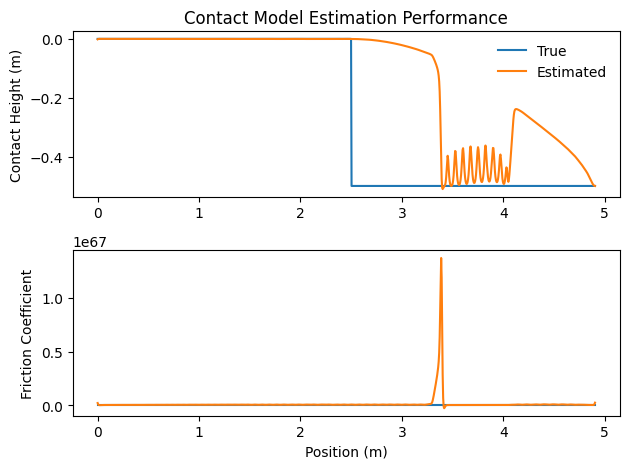 Contact Model Estimation Performance
Contact Height (m)
0.0
−0.2
−0.4
True
Estimated
0 1 2 3 4 5
1e67
Friction Coefficient
1.0
0.5
0.0
0 1 2 3 4 5
Position (m)